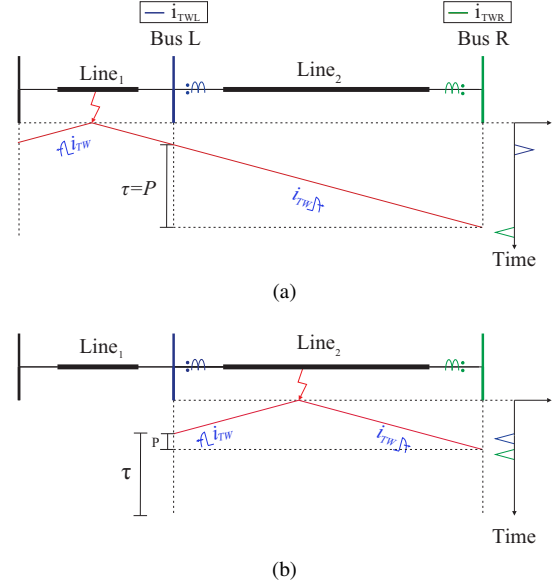 i_TWL i_TWR
Bus L Bus R
Line₁ Line₂
i_TW
τ=P
i_TW
Time
(a)
Line₁ Line₂
P i_TW i_TW
τ
Time
(b)